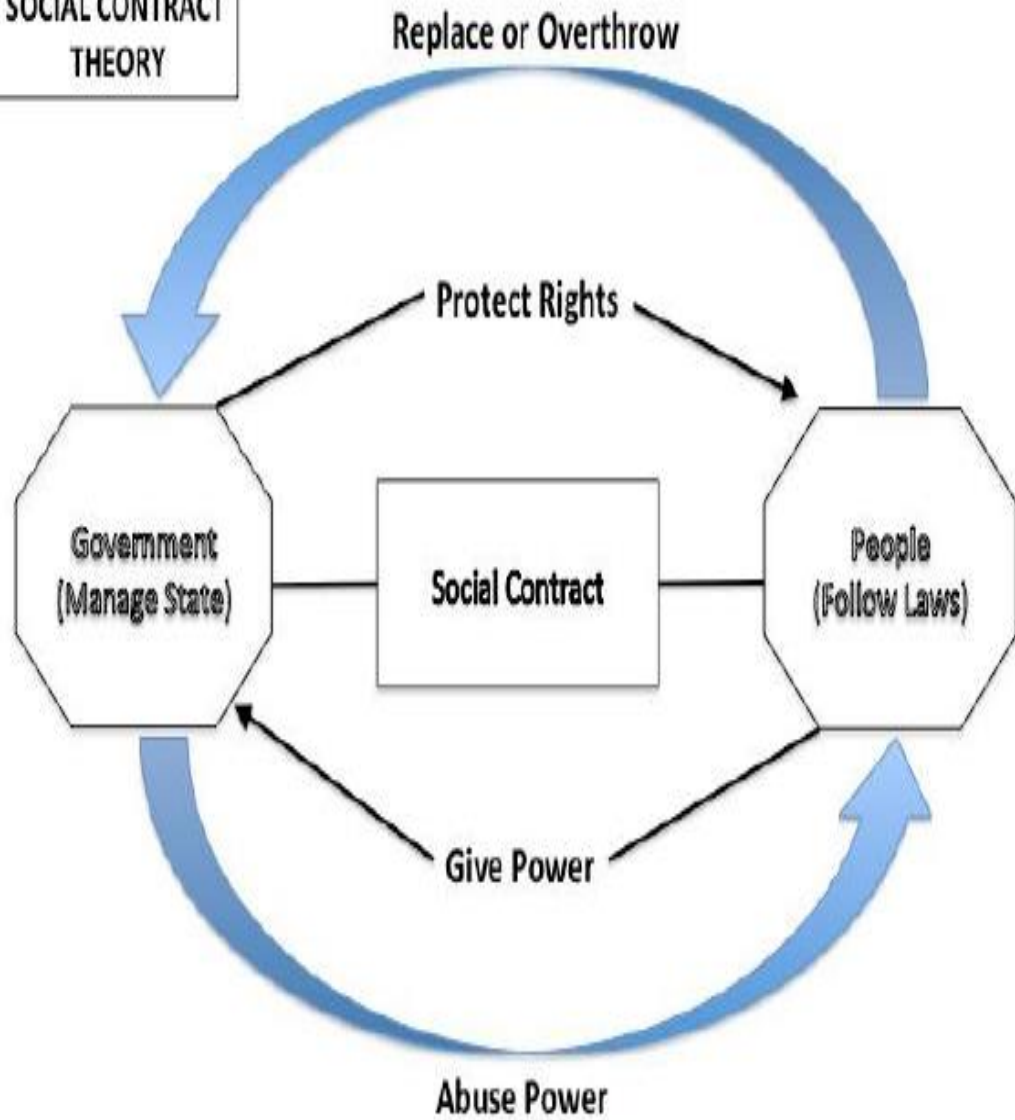 SOCIAL CONTRACT
THEORY
Replace or Overthrow
Protect Rights
Government
(Manage State)
Social Contract
People
(Follow Laws)
Give Power
Abuse Power